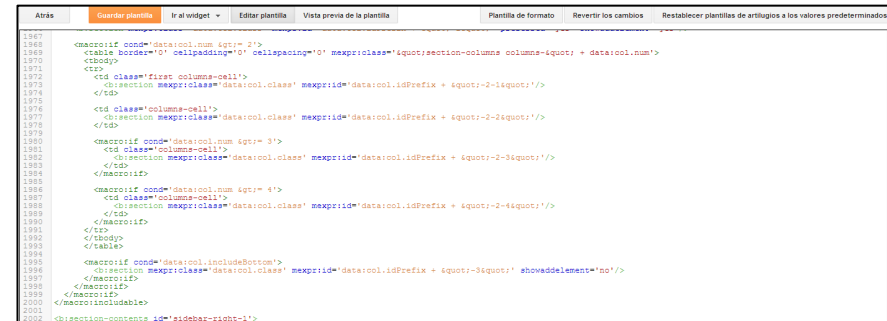 Atrás Guardar plantilla Ir al widget Editar plantilla Vista previa de la plantilla Plantilla de formato Revertir los cambios Restablecer plantillas de artilugios a los valores predeterminados
1967
1968 <macro:if cond='data:col.num &gt;= 2'>
1969 <table border='0' cellpadding='0' cellspacing='0' mexpr:class='&quot;section-columns columns-&quot; + data:col.num'>
1970 <tbody>
1971 <tr>
1972 <td class='first columns-cell'>
1973 <b:section mexpr:class='data:col.class' mexpr:id='data:col.idPrefix + &quot;-2-1&quot;'/>
1974 </td>
1975
1976 <td class='columns-cell'>
1977 <b:section mexpr:class='data:col.class' mexpr:id='data:col.idPrefix + &quot;-2-2&quot;'/>
1978 </td>
1979
1980 <macro:if cond='data:col.num &gt;= 3'>
1981 <td class='columns-cell'>
1982 <b:section mexpr:class='data:col.class' mexpr:id='data:col.idPrefix + &quot;-2-3&quot;'/>
1983 </td>
1984 </macro:if>
1985
1986 <macro:if cond='data:col.num &gt;= 4'>
1987 <td class='columns-cell'>
1988 <b:section mexpr:class='data:col.class' mexpr:id='data:col.idPrefix + &quot;-2-4&quot;'/>
1989 </td>
1990 </macro:if>
1991 </tr>
1992 </tbody>
1993 </table>
1994
1995 <macro:if cond='data:col.includeBottom'>
1996 <b:section mexpr:class='data:col.class' mexpr:id='data:col.idPrefix + &quot;-3&quot;' showaddelement='no'/>
1997 </macro:if>
1998 </macro:if>
1999 </macro:if>
2000 </macro:includable>
2001
2002 <b:section-contents id='sidebar-right-1'>